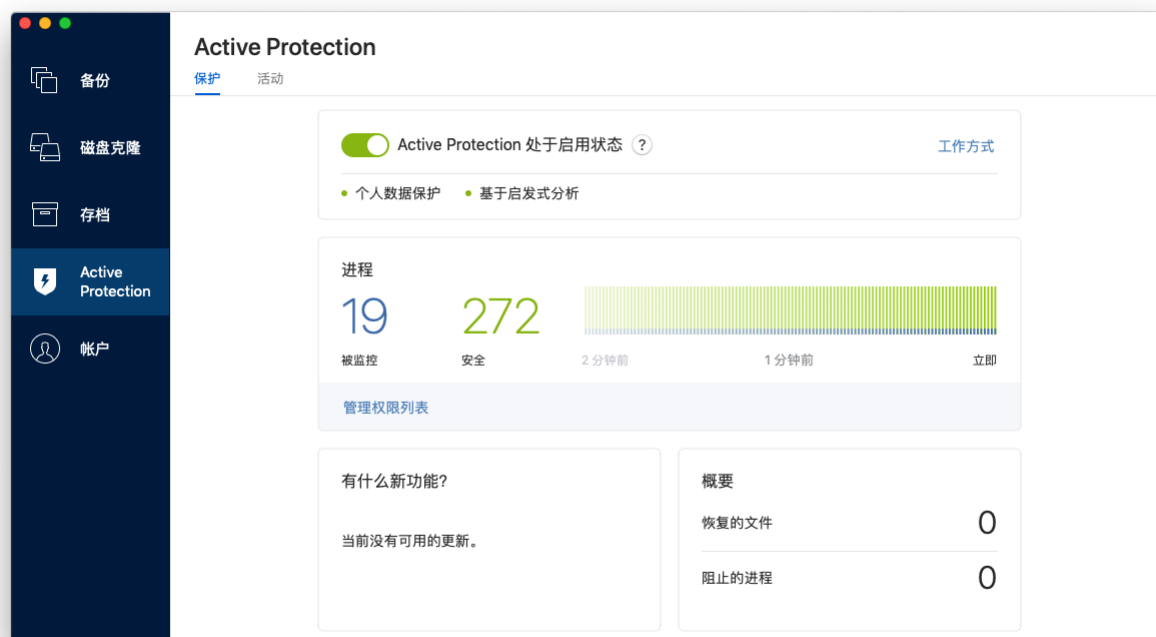 Active Protection
保护
活动
备份
磁盘克隆
存档
Active
Protection
帐户
Active Protection 处于启用状态 ?
工作方式
个人数据保护
基于启发式分析
进程
19
272
被监控
安全
2 分钟前
1 分钟前
立即
管理权限列表
有什么新功能?
当前没有可用的更新。
概要
恢复的文件
0
阻止的进程
0